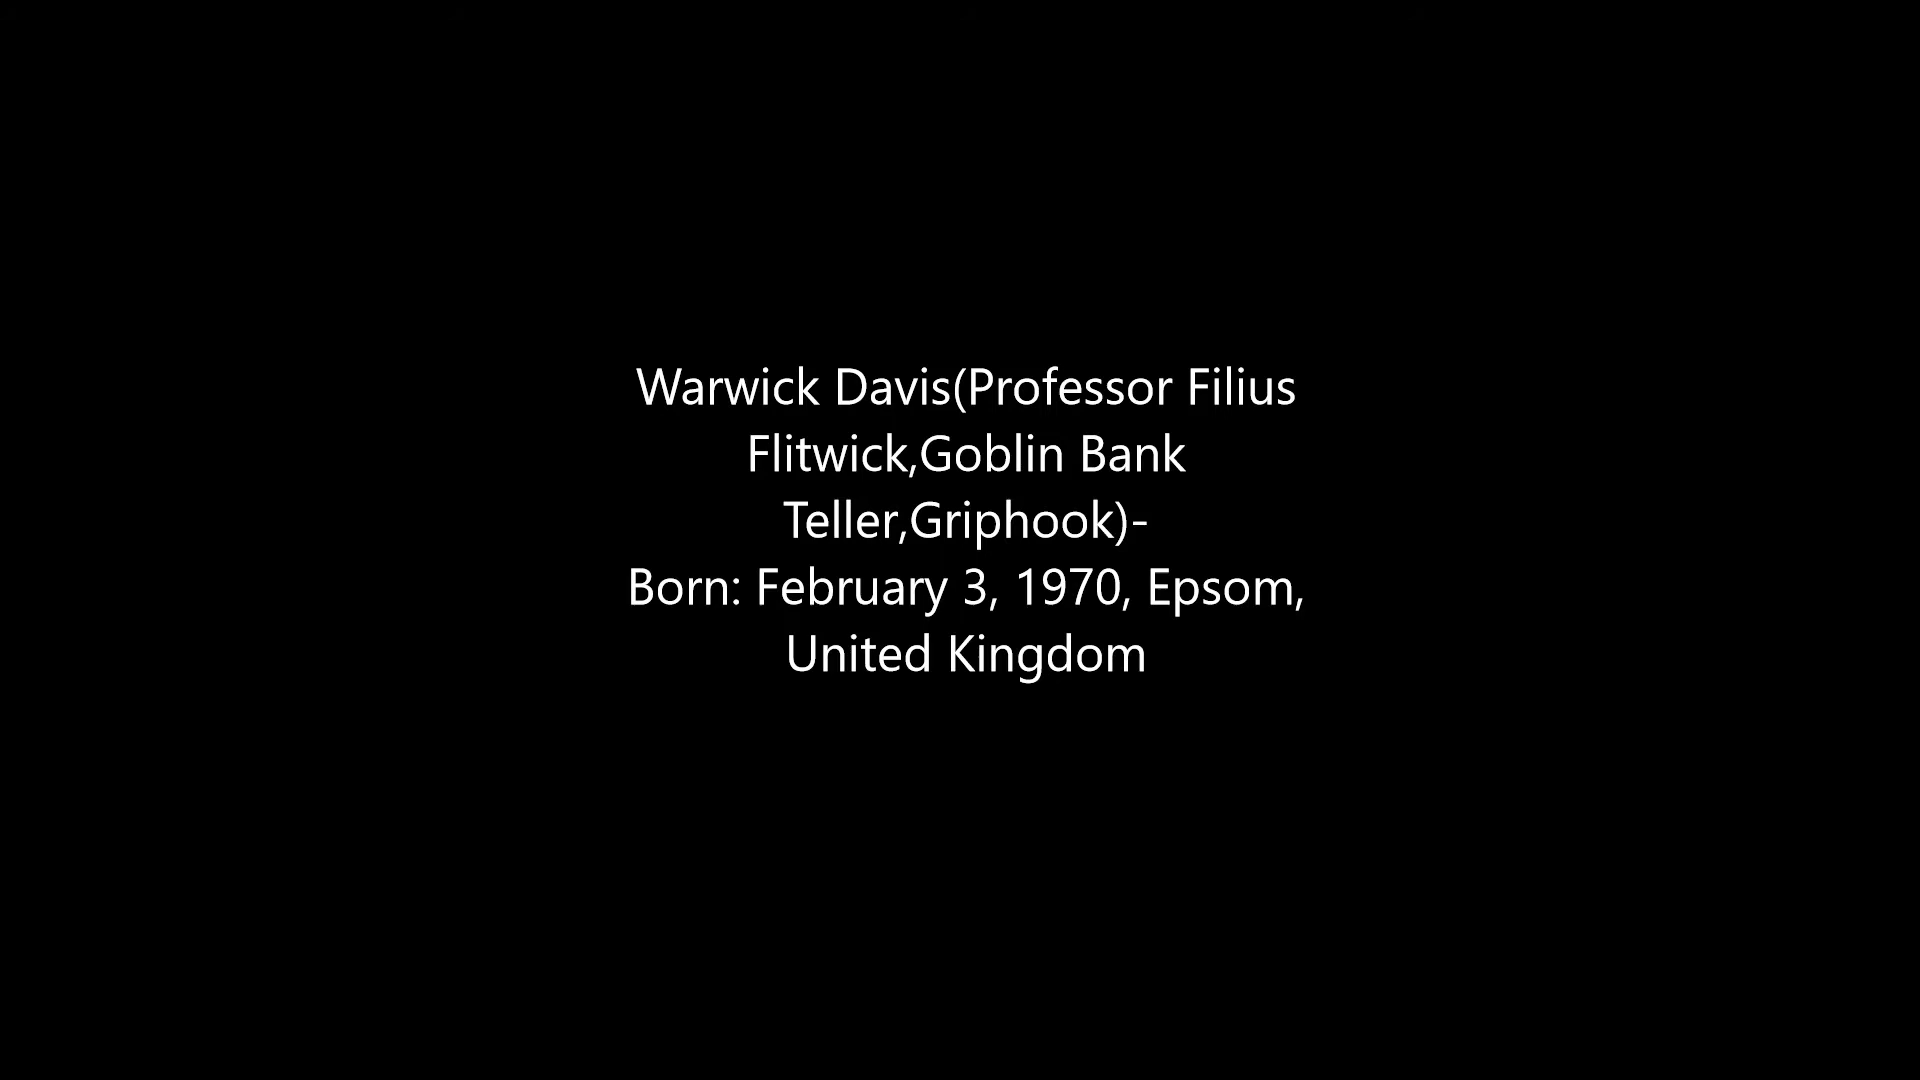 Warwick Davis(Professor Filius
Flitwick,Goblin Bank
Teller,Griphook)-
Born: February 3, 1970, Epsom,
United Kingdom